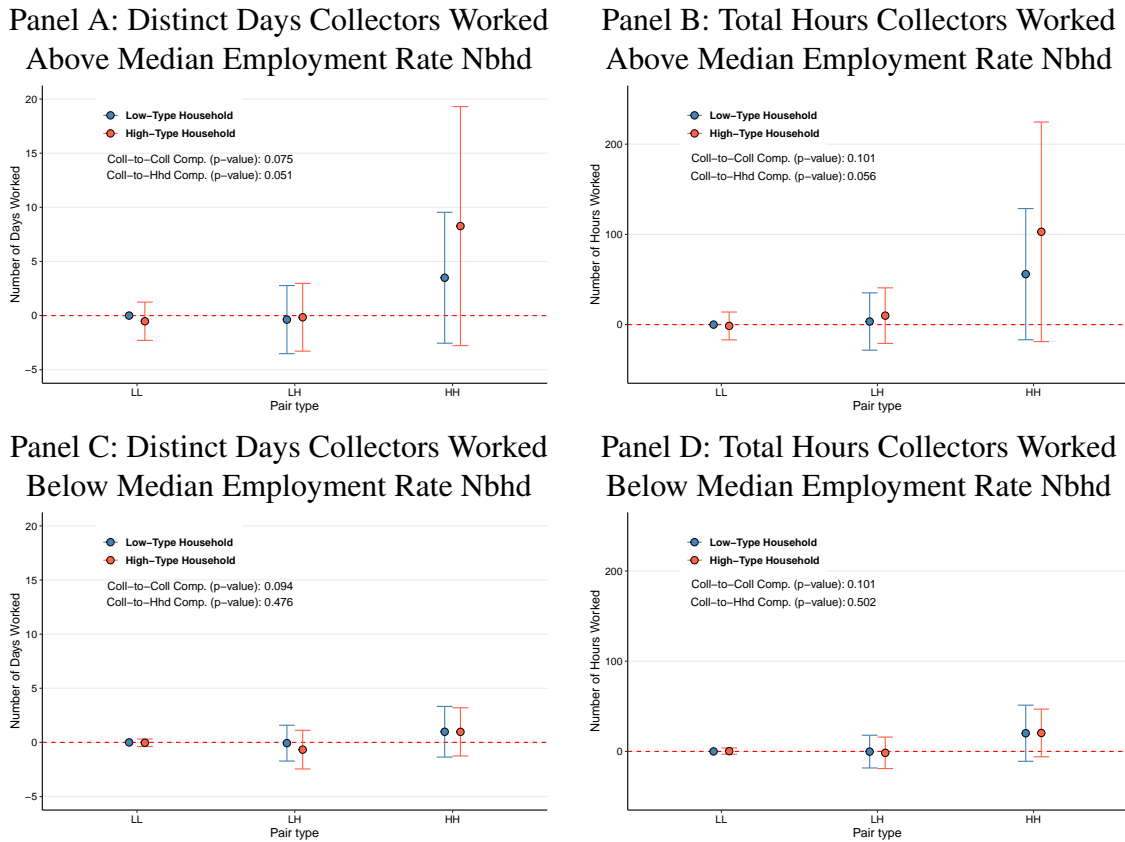 Panel A: Distinct Days Collectors Worked
Above Median Employment Rate Nbhd
Number of Days Worked
20
15
10
5
0
−5
Low−Type Household
High−Type Household
Coll−to−Coll Comp. (p−value): 0.075
Coll−to−Hhd Comp. (p−value): 0.051
LL
LH
HH
Pair type
Panel B: Total Hours Collectors Worked
Above Median Employment Rate Nbhd
Number of Hours Worked
200
100
0
Low−Type Household
High−Type Household
Coll−to−Coll Comp. (p−value): 0.101
Coll−to−Hhd Comp. (p−value): 0.056
LL
LH
HH
Pair type
Panel C: Distinct Days Collectors Worked
Below Median Employment Rate Nbhd
Number of Days Worked
20
15
10
5
0
−5
Low−Type Household
High−Type Household
Coll−to−Coll Comp. (p−value): 0.094
Coll−to−Hhd Comp. (p−value): 0.476
LL
LH
HH
Pair type
Panel D: Total Hours Collectors Worked
Below Median Employment Rate Nbhd
Number of Hours Worked
200
100
0
Low−Type Household
High−Type Household
Coll−to−Coll Comp. (p−value): 0.101
Coll−to−Hhd Comp. (p−value): 0.502
LL
LH
HH
Pair type